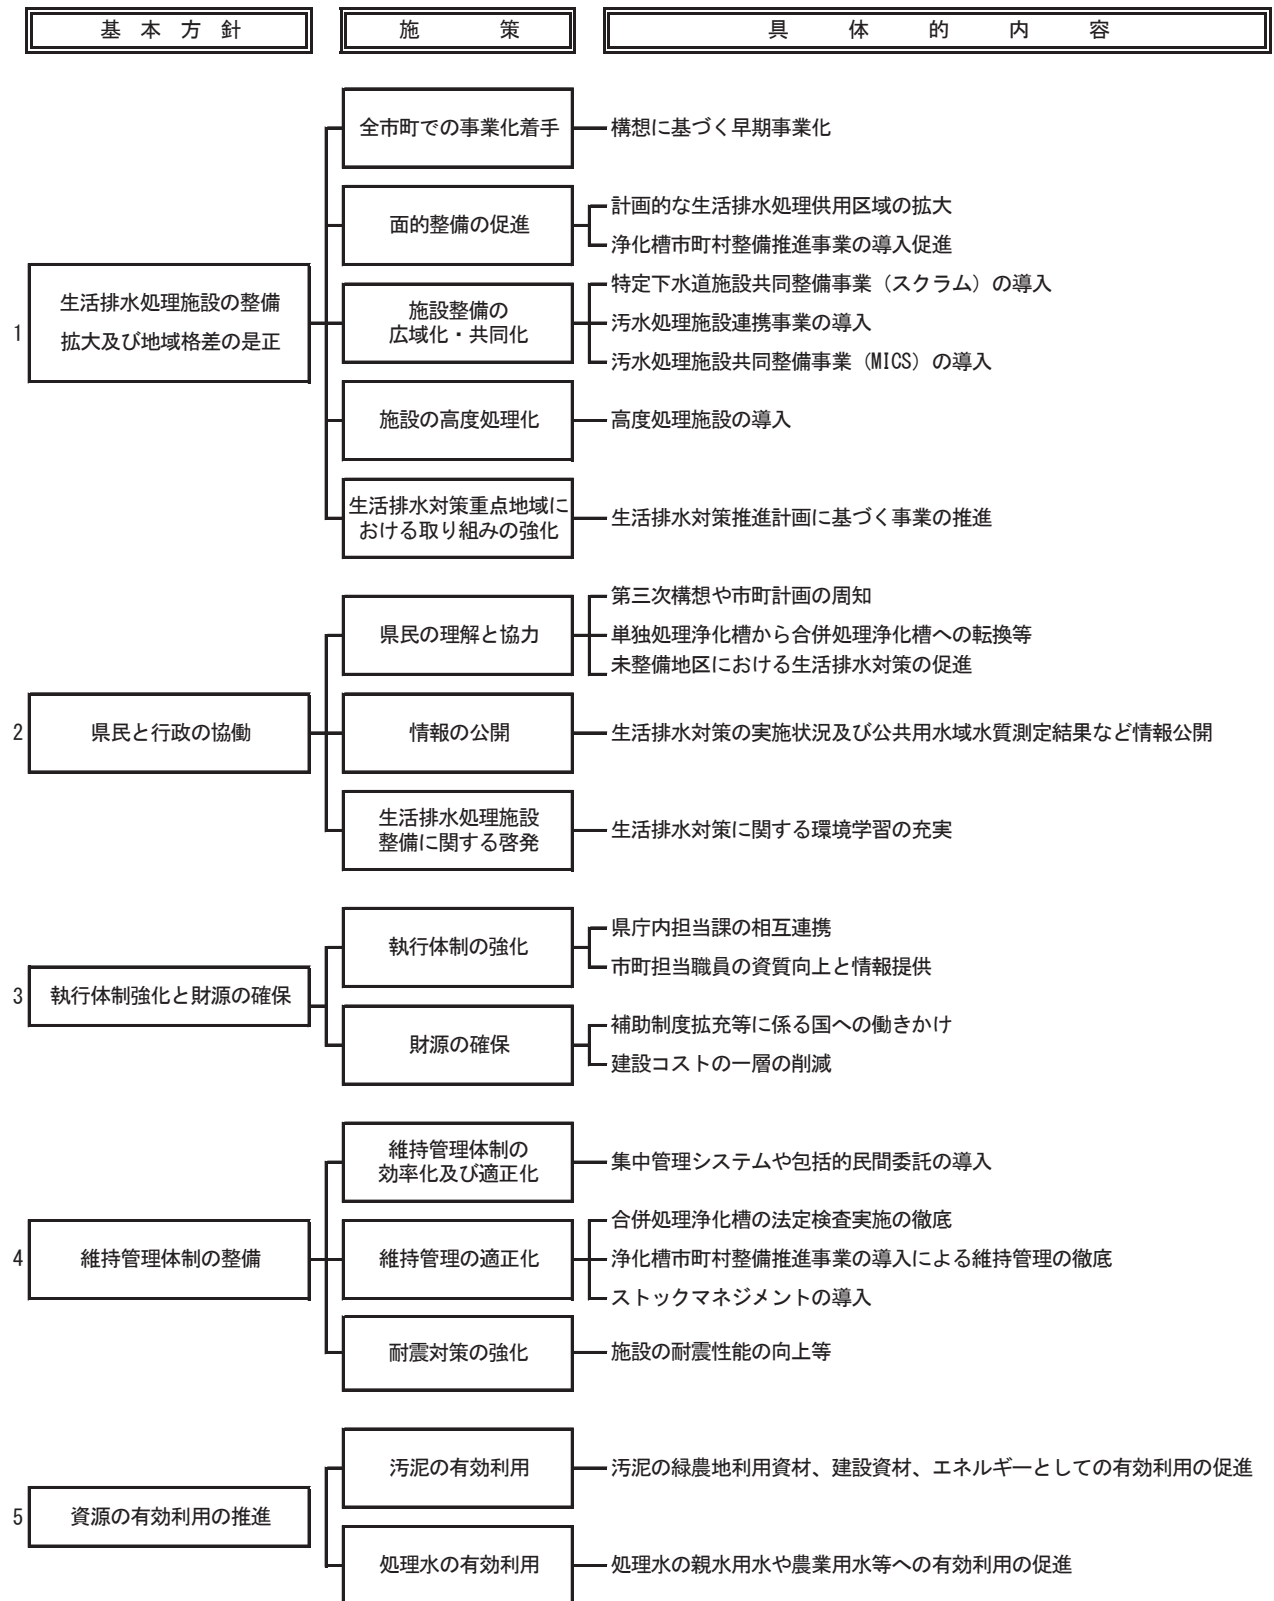 基本方針
施策
具体的内容
全市町での事業化着手
構想に基づく早期事業化
面的整備の促進
計画的な生活排水処理供用区域の拡大
浄化槽市町村整備推進事業の導入促進
1
生活排水処理施設の整備
拡大及び地域格差の是正
施設整備の
広域化・共同化
特定下水道施設共同整備事業（スクラム）の導入
汚水処理施設連携事業の導入
汚水処理施設共同整備事業（MICS）の導入
施設の高度処理化
高度処理施設の導入
生活排水対策重点地域に
おける取り組みの強化
生活排水対策推進計画に基づく事業の推進
県民の理解と協力
第三次構想や市町計画の周知
単独処理浄化槽から合併処理浄化槽への転換等
未整備地区における生活排水対策の促進
2
県民と行政の協働
情報の公開
生活排水対策の実施状況及び公共用水域水質測定結果など情報公開
生活排水処理施設
整備に関する啓発
生活排水対策に関する環境学習の充実
執行体制の強化
県庁内担当課の相互連携
市町担当職員の資質向上と情報提供
3
執行体制強化と財源の確保
財源の確保
補助制度拡充等に係る国への働きかけ
建設コストの一層の削減
維持管理体制の
効率化及び適正化
集中管理システムや包括的民間委託の導入
4
維持管理体制の整備
維持管理の適正化
合併処理浄化槽の法定検査実施の徹底
浄化槽市町村整備推進事業の導入による維持管理の徹底
ストックマネジメントの導入
耐震対策の強化
施設の耐震性能の向上等
汚泥の有効利用
汚泥の緑農地利用資材、建設資材、エネルギーとしての有効利用の促進
5
資源の有効利用の推進
処理水の有効利用
処理水の親水用水や農業用水等への有効利用の促進